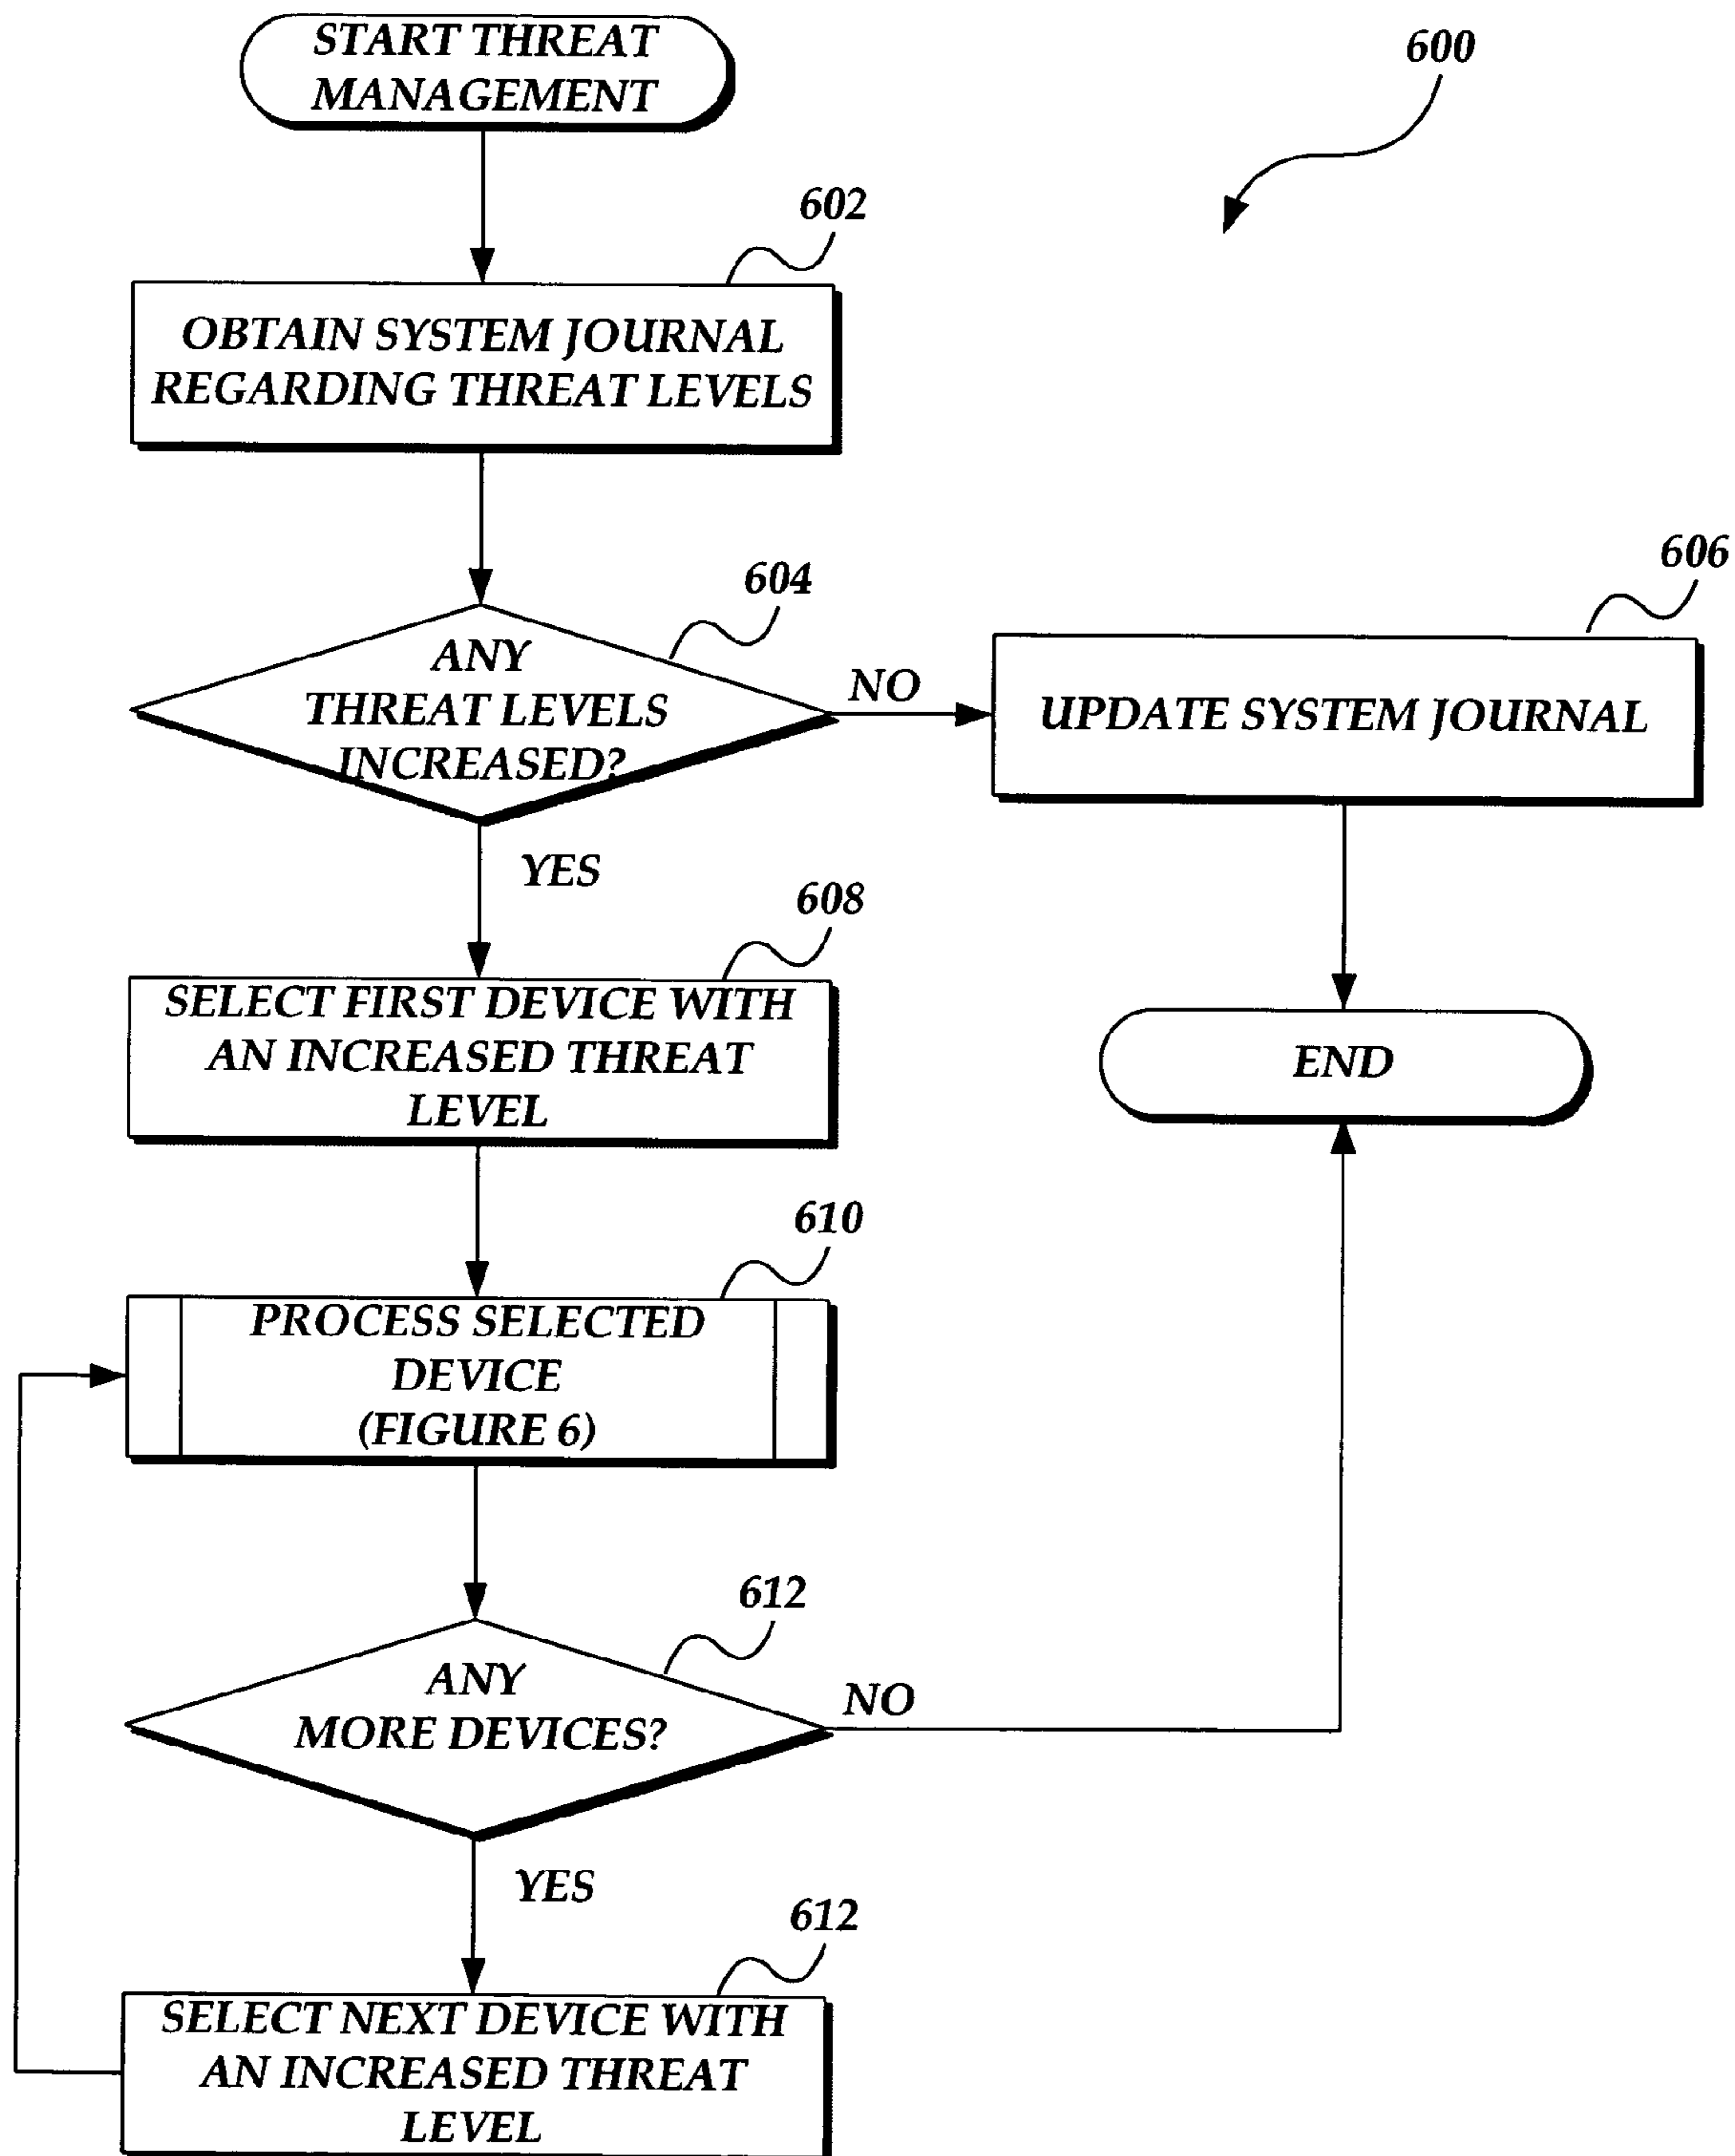 START THREAT
MANAGEMENT
600
602
OBTAIN SYSTEM JOURNAL
REGARDING THREAT LEVELS
604
ANY
THREAT LEVELS
INCREASED?
NO
606
UPDATE SYSTEM JOURNAL
YES
608
SELECT FIRST DEVICE WITH
AN INCREASED THREAT
LEVEL
END
610
PROCESS SELECTED
DEVICE
(FIGURE 6)
612
ANY
MORE DEVICES?
NO
YES
612
SELECT NEXT DEVICE WITH
AN INCREASED THREAT
LEVEL